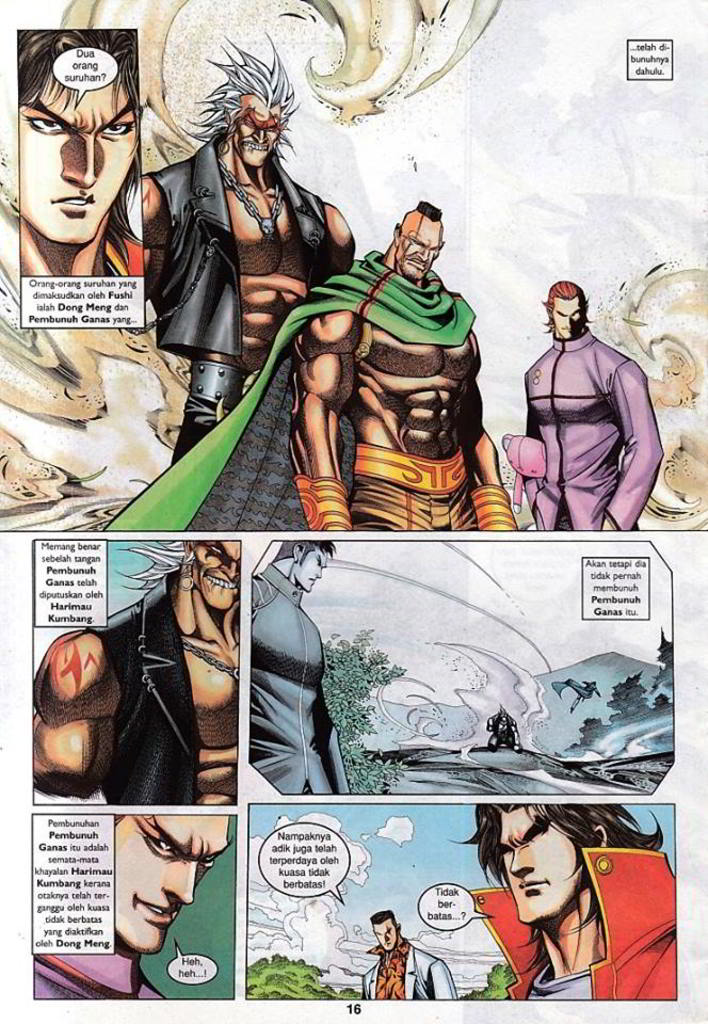 Dua
orang
suruhan?
Orang-orang suruhan yang
dimaksudkan oleh Fushi
ialah Dong Meng dan
Pembunuh Ganas yang...
...telah di-
bunuhnya
dahulu.
Memang benar
sebelah tangan
Pembunuh
Ganas telah
diputuskan oleh
Harimau
Kumbang.
Akan tetapi dia
tidak pernah
membunuh
Pembunuh
Ganas itu.
Pembunuhan
Pembunuh
Ganas itu adalah
semata-mata
khayalan Harimau
Kumbang kerana
otaknya telah ter-
ganggu oleh kuasa
tidak berbatas
yang diaktifkan
oleh Dong Meng.
Heh,
heh...!
Nampaknya
adik juga telah
terperdaya oleh
kuasa tidak
berbatas!
Tidak
ber-
batas...?
16